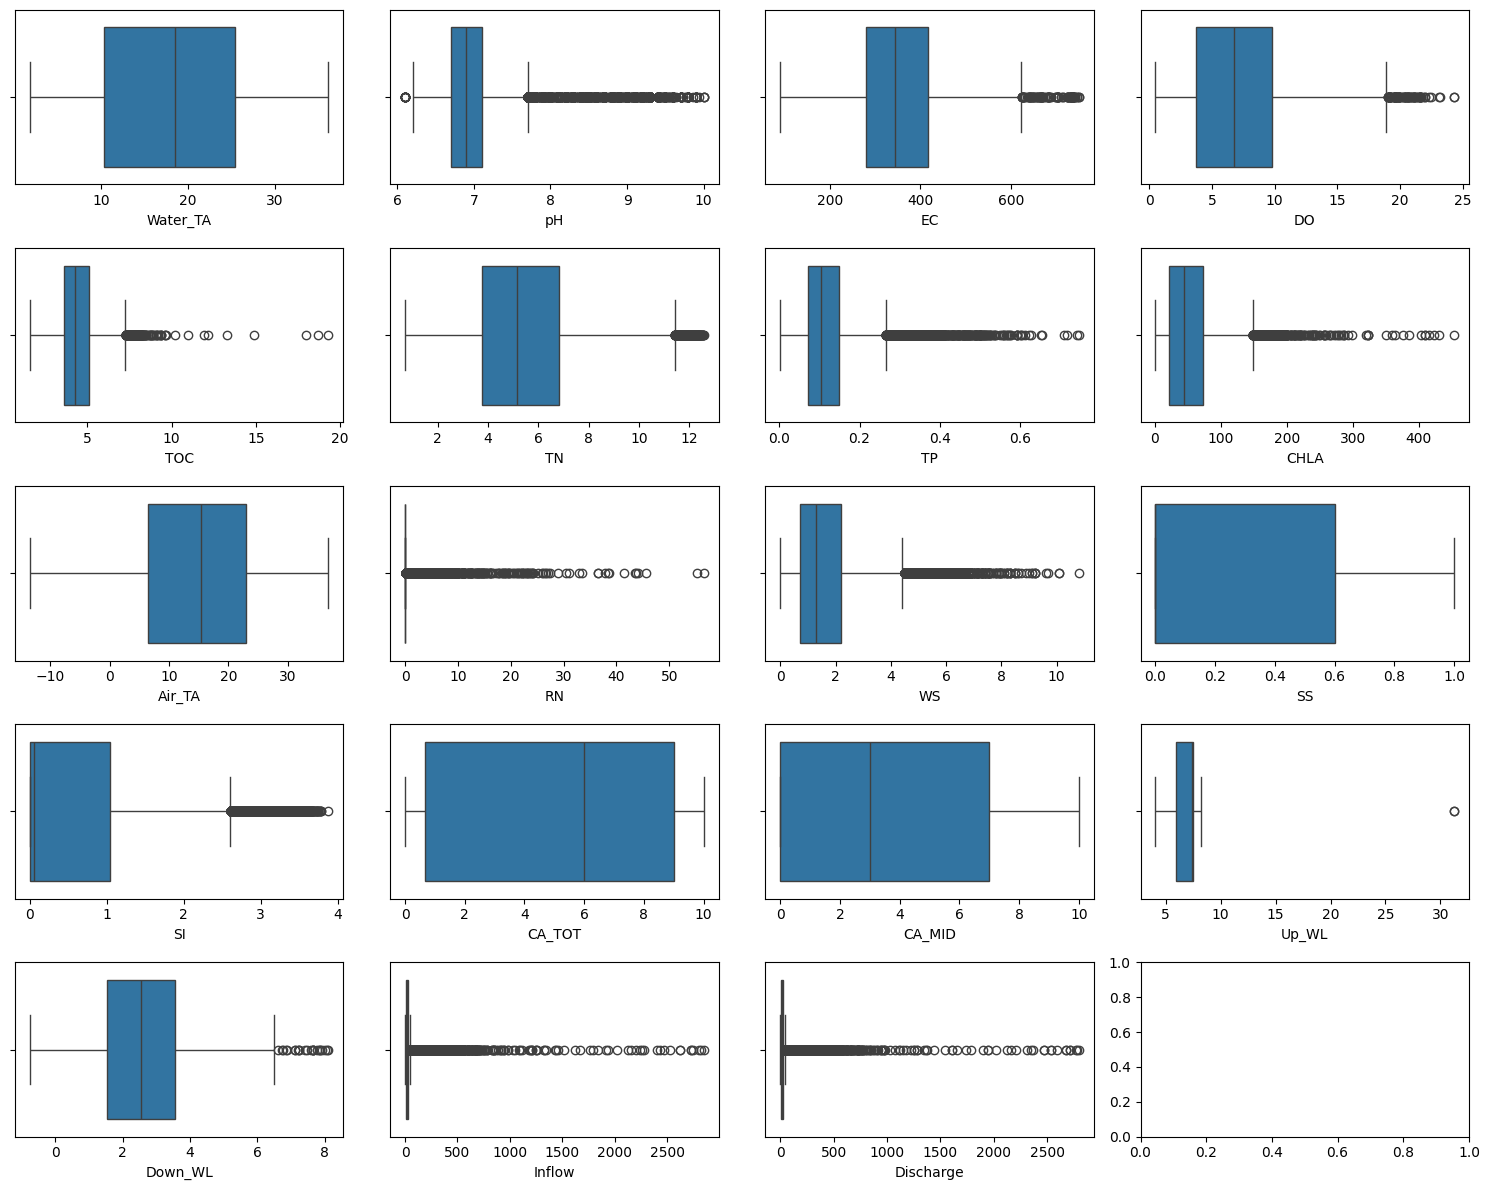 10 20 30
Water_TA
6 7 8 9 10
pH
200 400 600
EC
0 5 10 15 20 25
DO
5 10 15 20
TOC
2 4 6 8 10 12
TN
0.0 0.2 0.4 0.6
TP
0 100 200 300 400
CHLA
−10 0 10 20 30
Air_TA
0 10 20 30 40 50
RN
0 2 4 6 8 10
WS
0.0 0.2 0.4 0.6 0.8 1.0
SS
0 1 2 3 4
SI
0 2 4 6 8 10
CA_TOT
0 2 4 6 8 10
CA_MID
5 10 15 20 25 30
Up_WL
0 2 4 6 8
Down_WL
0 500 1000 1500 2000 2500
Inflow
0 500 1000 1500 2000 2500
Discharge
1.0
0.8
0.6
0.4
0.2
0.0
0.0 0.2 0.4 0.6 0.8 1.0